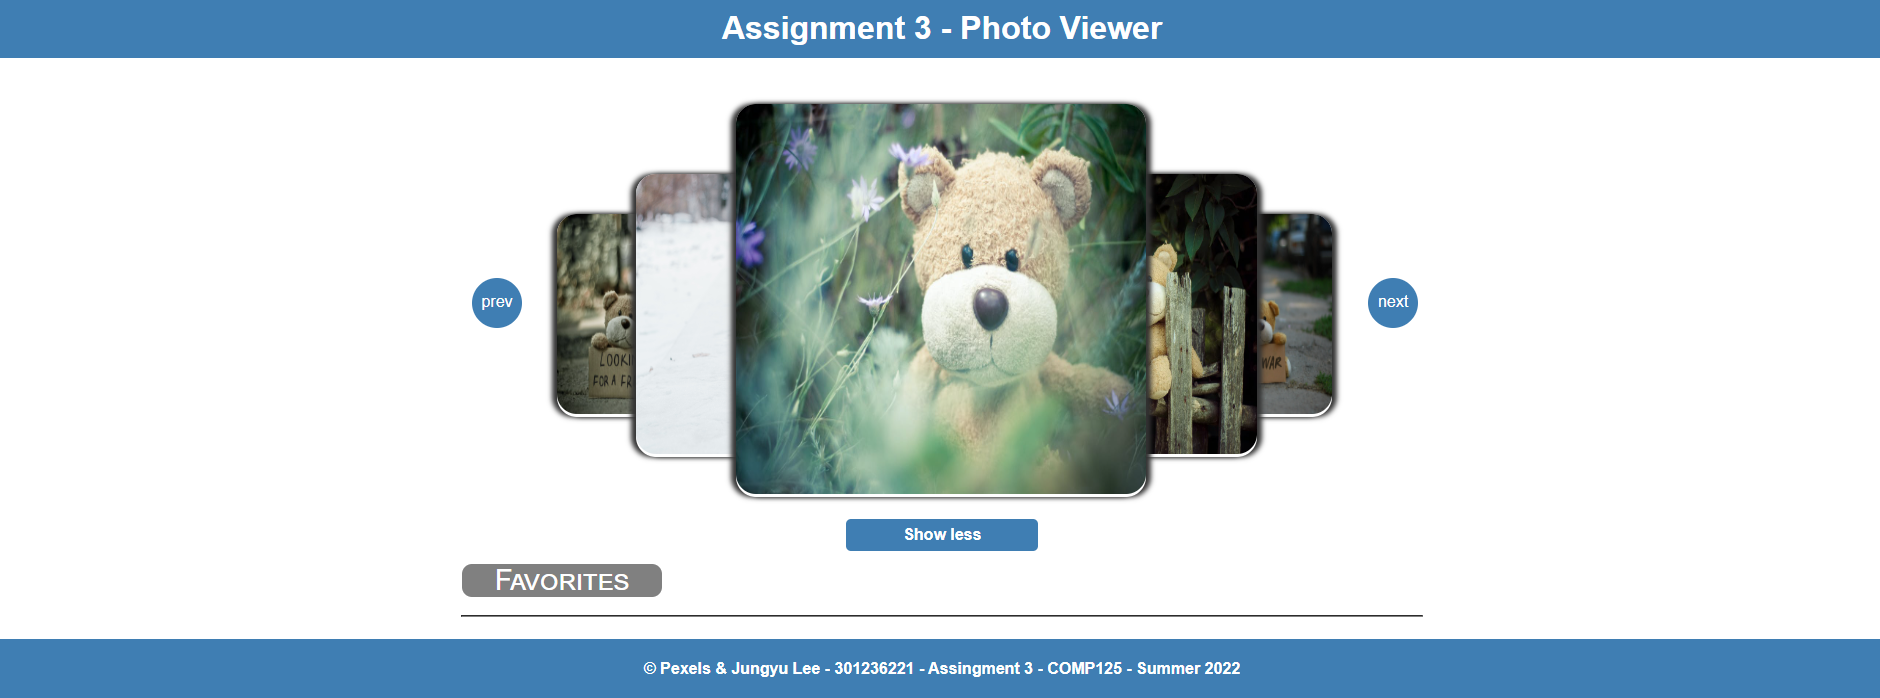 Assignment 3 - Photo Viewer
prev
LOOKI
FOR A FR
WAR
next
Show less
FAVORITES
© Pexels & Jungyu Lee - 301236221 - Assingment 3 - COMP125 - Summer 2022